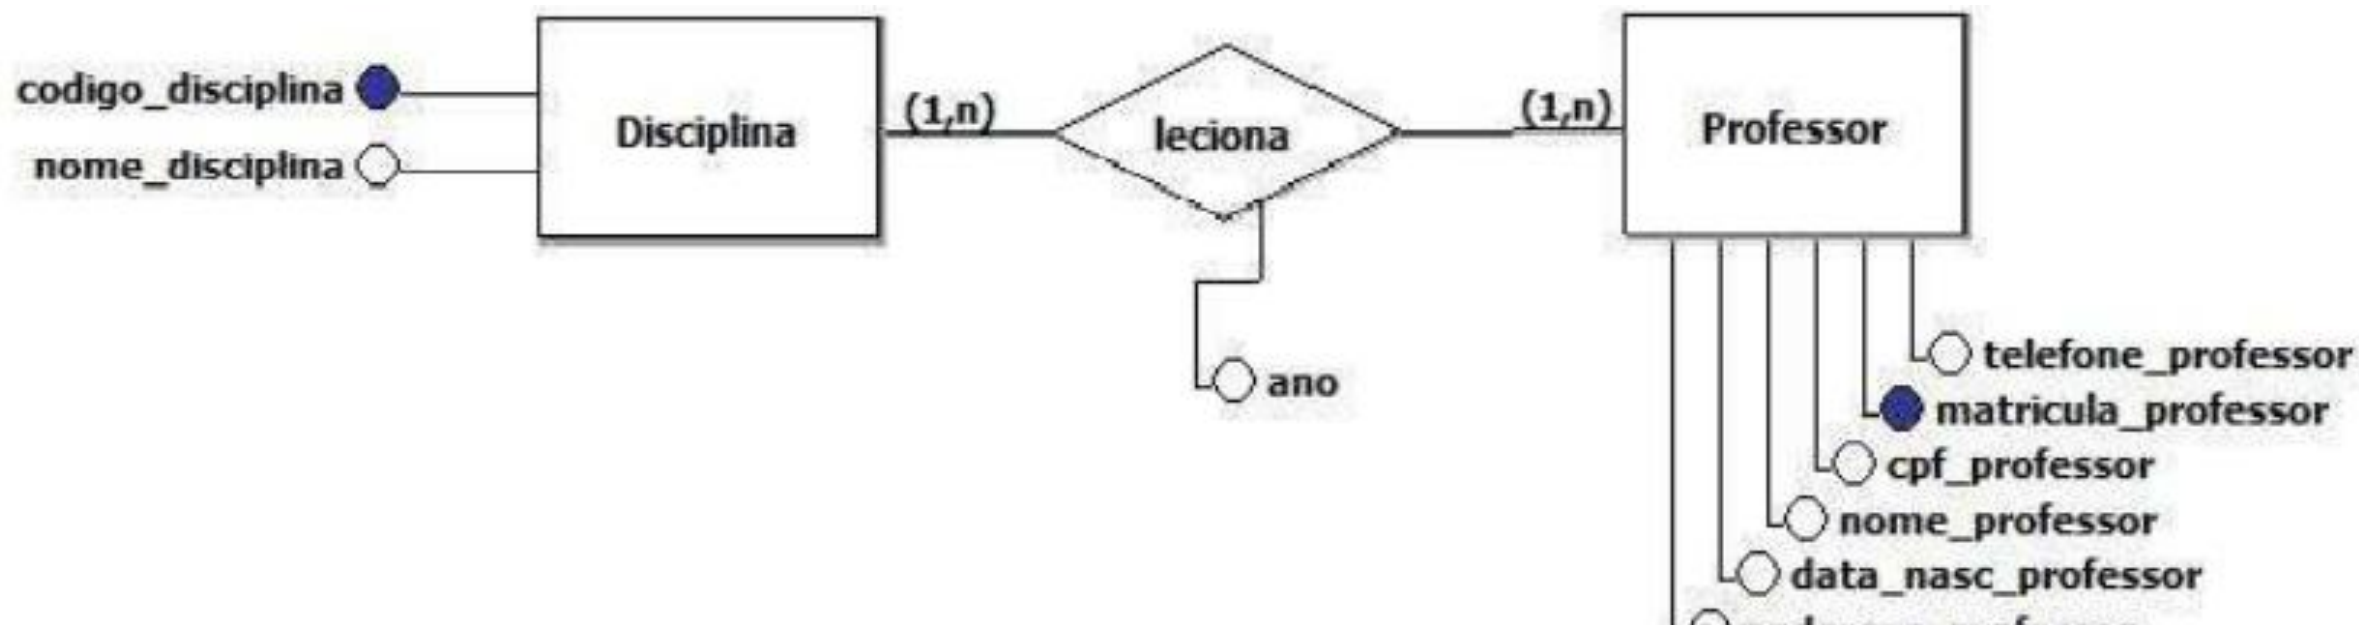 codigo_disciplina
nome_disciplina
Disciplina
(1,n)
leciona
(1,n)
Professor
ano
telefone_professor
matricula_professor
cpf_professor
nome_professor
data_nasc_professor